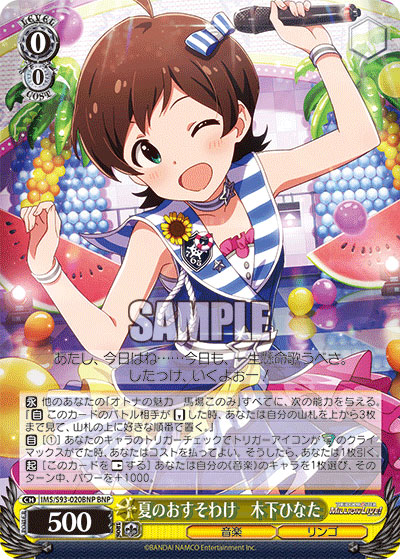 LEVEL
0
0
COST
66
SAMPLE
あたし、今日はね……今日も、一生懸命歌うべさ。
したっけ、いくよおー!
永 他のあなたの「オトナの魅力 馬場このみ」すべてに、次の能力を与える。
『自 このカードのバトル相手が した時、あなたは自分の山札を上から3枚
まで見て、山札の上に好きな順番で置く。』
自 あなたのキャラのトリガーチェックでトリガーアイコンが のクライ
マックスが出た時、あなたはコストを払ってよい。そうしたら、あなたは1枚引く。
起 [このカードを する] あなたは自分の《音楽》のキャラを1枚選び、そのター
ン中、パワーを+1000。
CH IMS/S93-020BNP BNP
500
夏のおすそわけ 木下ひなた
THE IDOLM@STER
MILLION LIVE!
音楽
リンゴ
©BANDAI NAMCO Entertainment Inc.